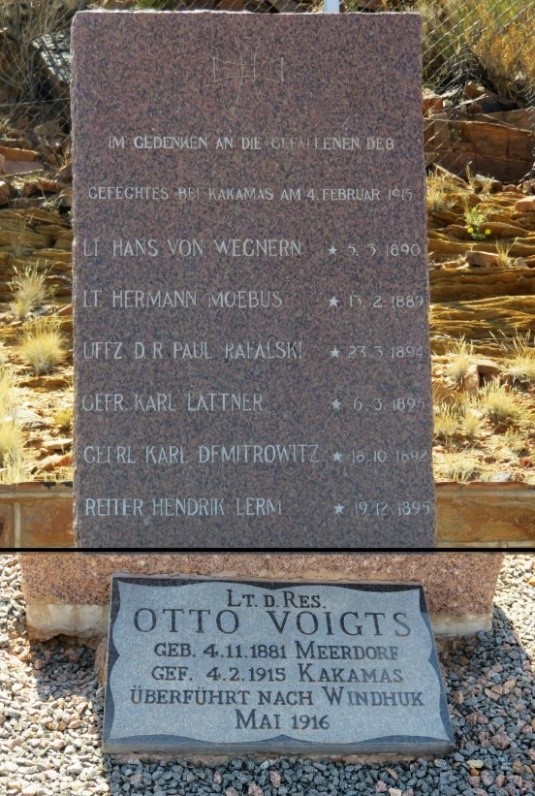 IM GEDENKEN AN DIE GEFALLENEN DES
GEFECHTES BEI KAKAMAS AM 4. FEBRUAR 1915
LT HANS VON WEGNERN ★ 5. 3. 1890
LT. HERMANN MOEBUS ★ 13. 2. 1889
UFFZ D.R PAUL RAFALSKI ★ 23.3.1894
GEFR. KARL LATTNER ★ 6. 3. 1895
GEFRL KARL DEMITROWITZ ★ 18.10.1892
REITER HENDRIK LERM ★ 19.12.1895
LT. D. RES.
OTTO VOIGTS
GEB. 4.11.1881 MEERDORF
GEF. 4.2.1915 KAKAMAS
ÜBERFÜHRT NACH WINDHUK
MAI 1916